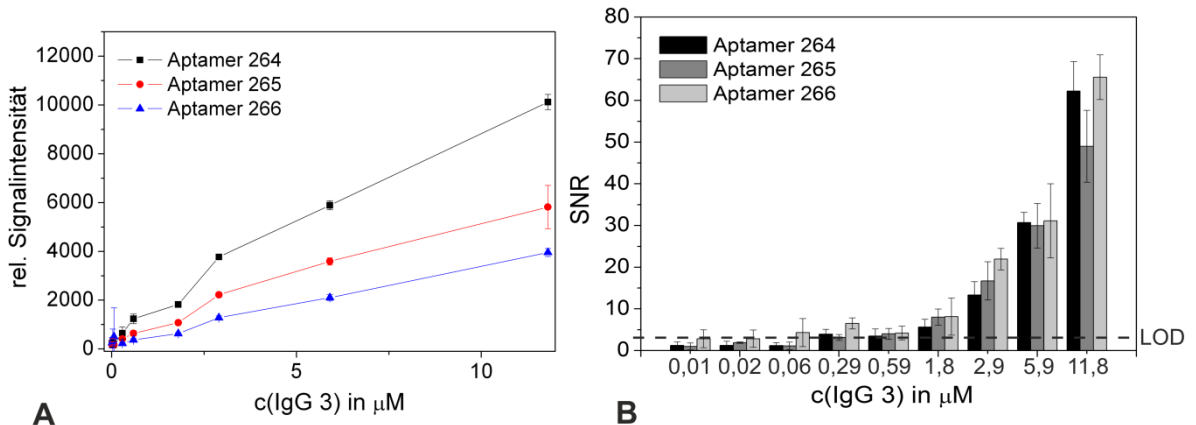 12000
10000
8000
6000
4000
2000
0
rel. Signalintensität
Aptamer 264
Aptamer 265
Aptamer 266
0
5
10
c(IgG 3) in µM
A
80
70
60
50
40
30
20
10
0
SNR
Aptamer 264
Aptamer 265
Aptamer 266
LOD
0,01 0,02 0,06 0,29 0,59 1,8 2,9 5,9 11,8
c(IgG 3) in µM
B